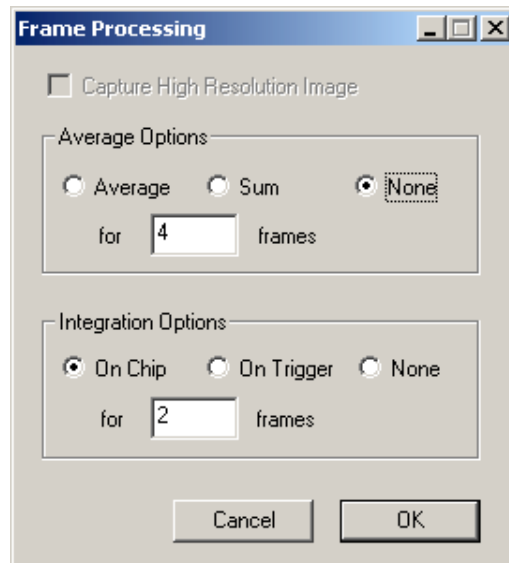 Frame Processing
Capture High Resolution Image
Average Options
Average Sum None
for 4 frames
Integration Options
On Chip On Trigger None
for 2 frames
Cancel OK